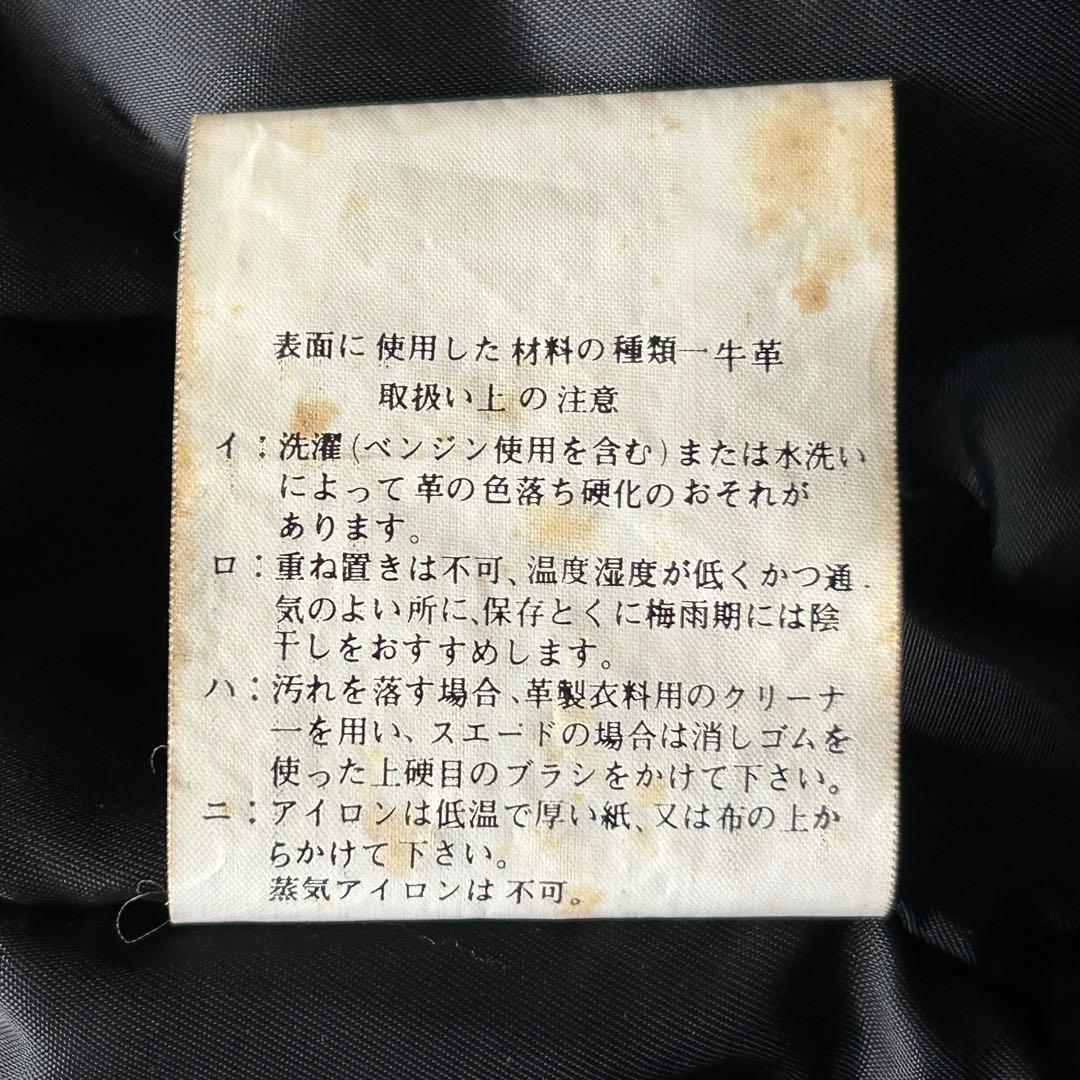 表面に使用した材料の種類一牛革
取扱い上の注意
イ：洗濯(ベンジン使用を含む)または水洗い
によって革の色落ち硬化のおそれが
あります。
ロ：重ね置きは不可、温度湿度が低くかつ通
気のよい所に、保存とくに梅雨期には陰
干しをおすすめします。
ハ：汚れを落す場合、革製衣料用のクリーナ
ーを用い、スエードの場合は消しゴムを
使った上硬目のブラシをかけて下さい。
ニ：アイロンは低温で厚い紙、又は布の上か
らかけて下さい。
蒸気アイロンは不可。